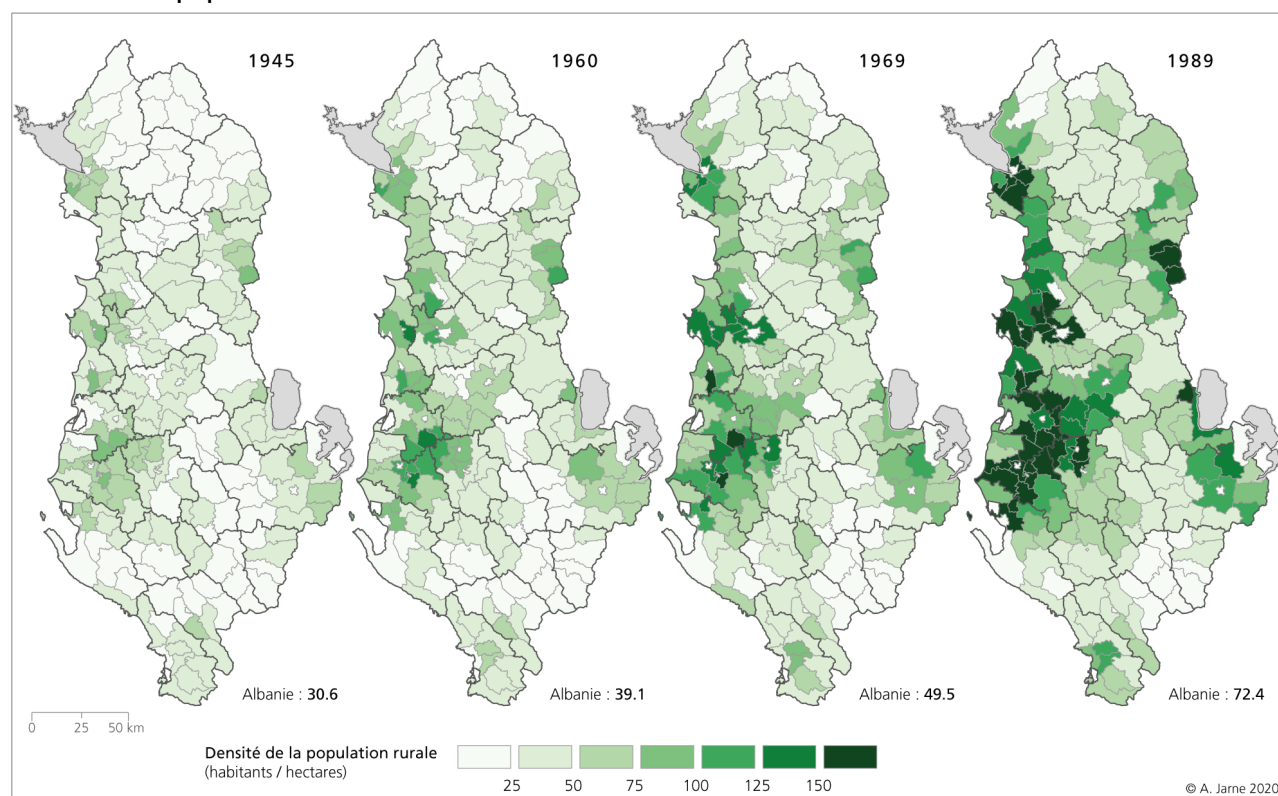 1945
1960
1969
1989
Albanie : 30.6
Albanie : 39.1
Albanie : 49.5
Albanie : 72.4
0 25 50 km
Densité de la population rurale
(habitants / hectares)
25 50 75 100 125 150
© A. Jarne 2020